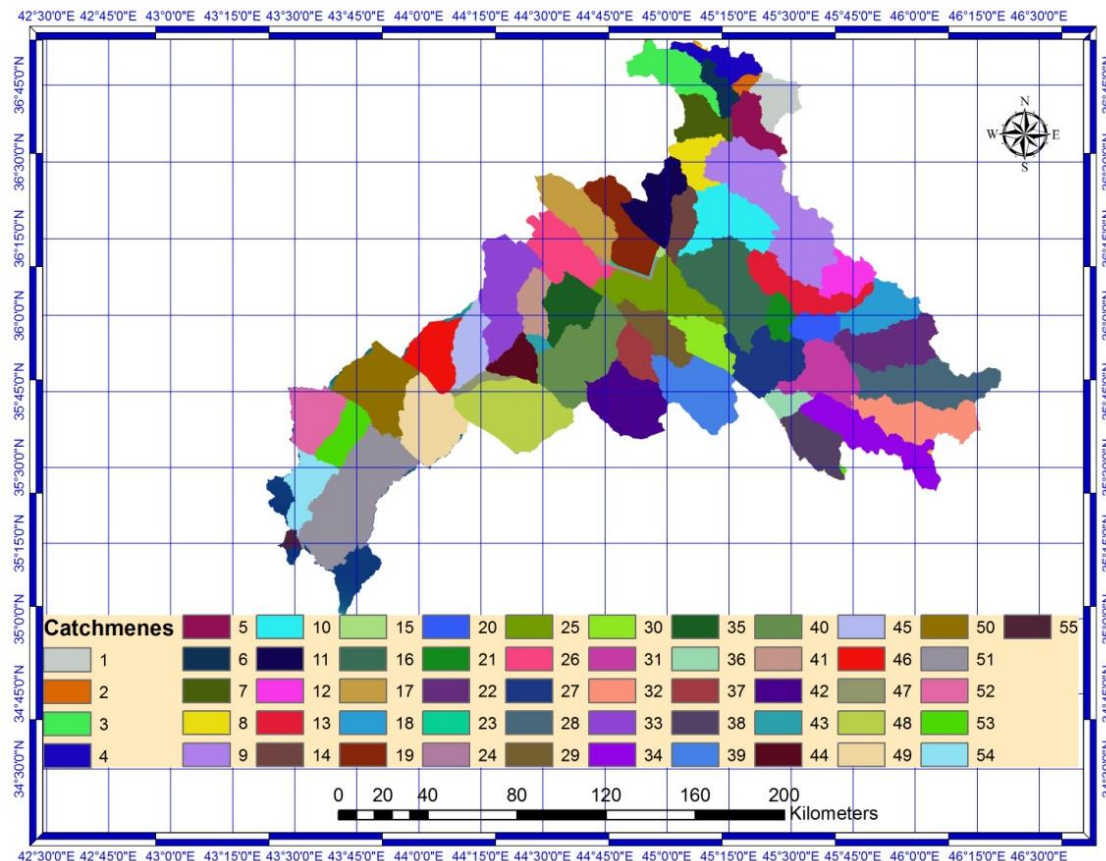 42°30'0"E 42°45'0"E 43°0'0"E 43°15'0"E 43°30'0"E 43°45'0"E 44°0'0"E 44°15'0"E 44°30'0"E 44°45'0"E 45°0'0"E 45°15'0"E 45°30'0"E 45°45'0"E 46°0'0"E 46°15'0"E 46°30'0"E
36°45'0"N
N
W E
S
36°30'0"N
36°15'0"N
36°0'0"N
35°45'0"N
35°30'0"N
35°15'0"N
35°0'0"N
34°45'0"N
34°30'0"N
Catchmenes 5 10 15 20 25 30 35 40 45 50 55
1 6 11 16 21 26 31 36 41 46 51
2 7 12 17 22 27 32 37 42 47 52
3 8 13 18 23 28 33 38 43 48 53
4 9 14 19 24 29 34 39 44 49 54
0 20 40 80 120 160 200
Kilometers
42°30'0"E 42°45'0"E 43°0'0"E 43°15'0"E 43°30'0"E 43°45'0"E 44°0'0"E 44°15'0"E 44°30'0"E 44°45'0"E 45°0'0"E 45°15'0"E 45°30'0"E 45°45'0"E 46°0'0"E 46°15'0"E 46°30'0"E